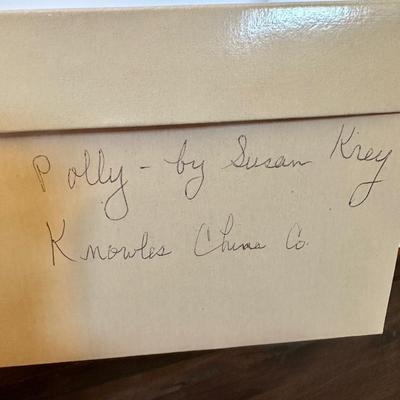 Polly - by Susan Krey
Knowles China Co.